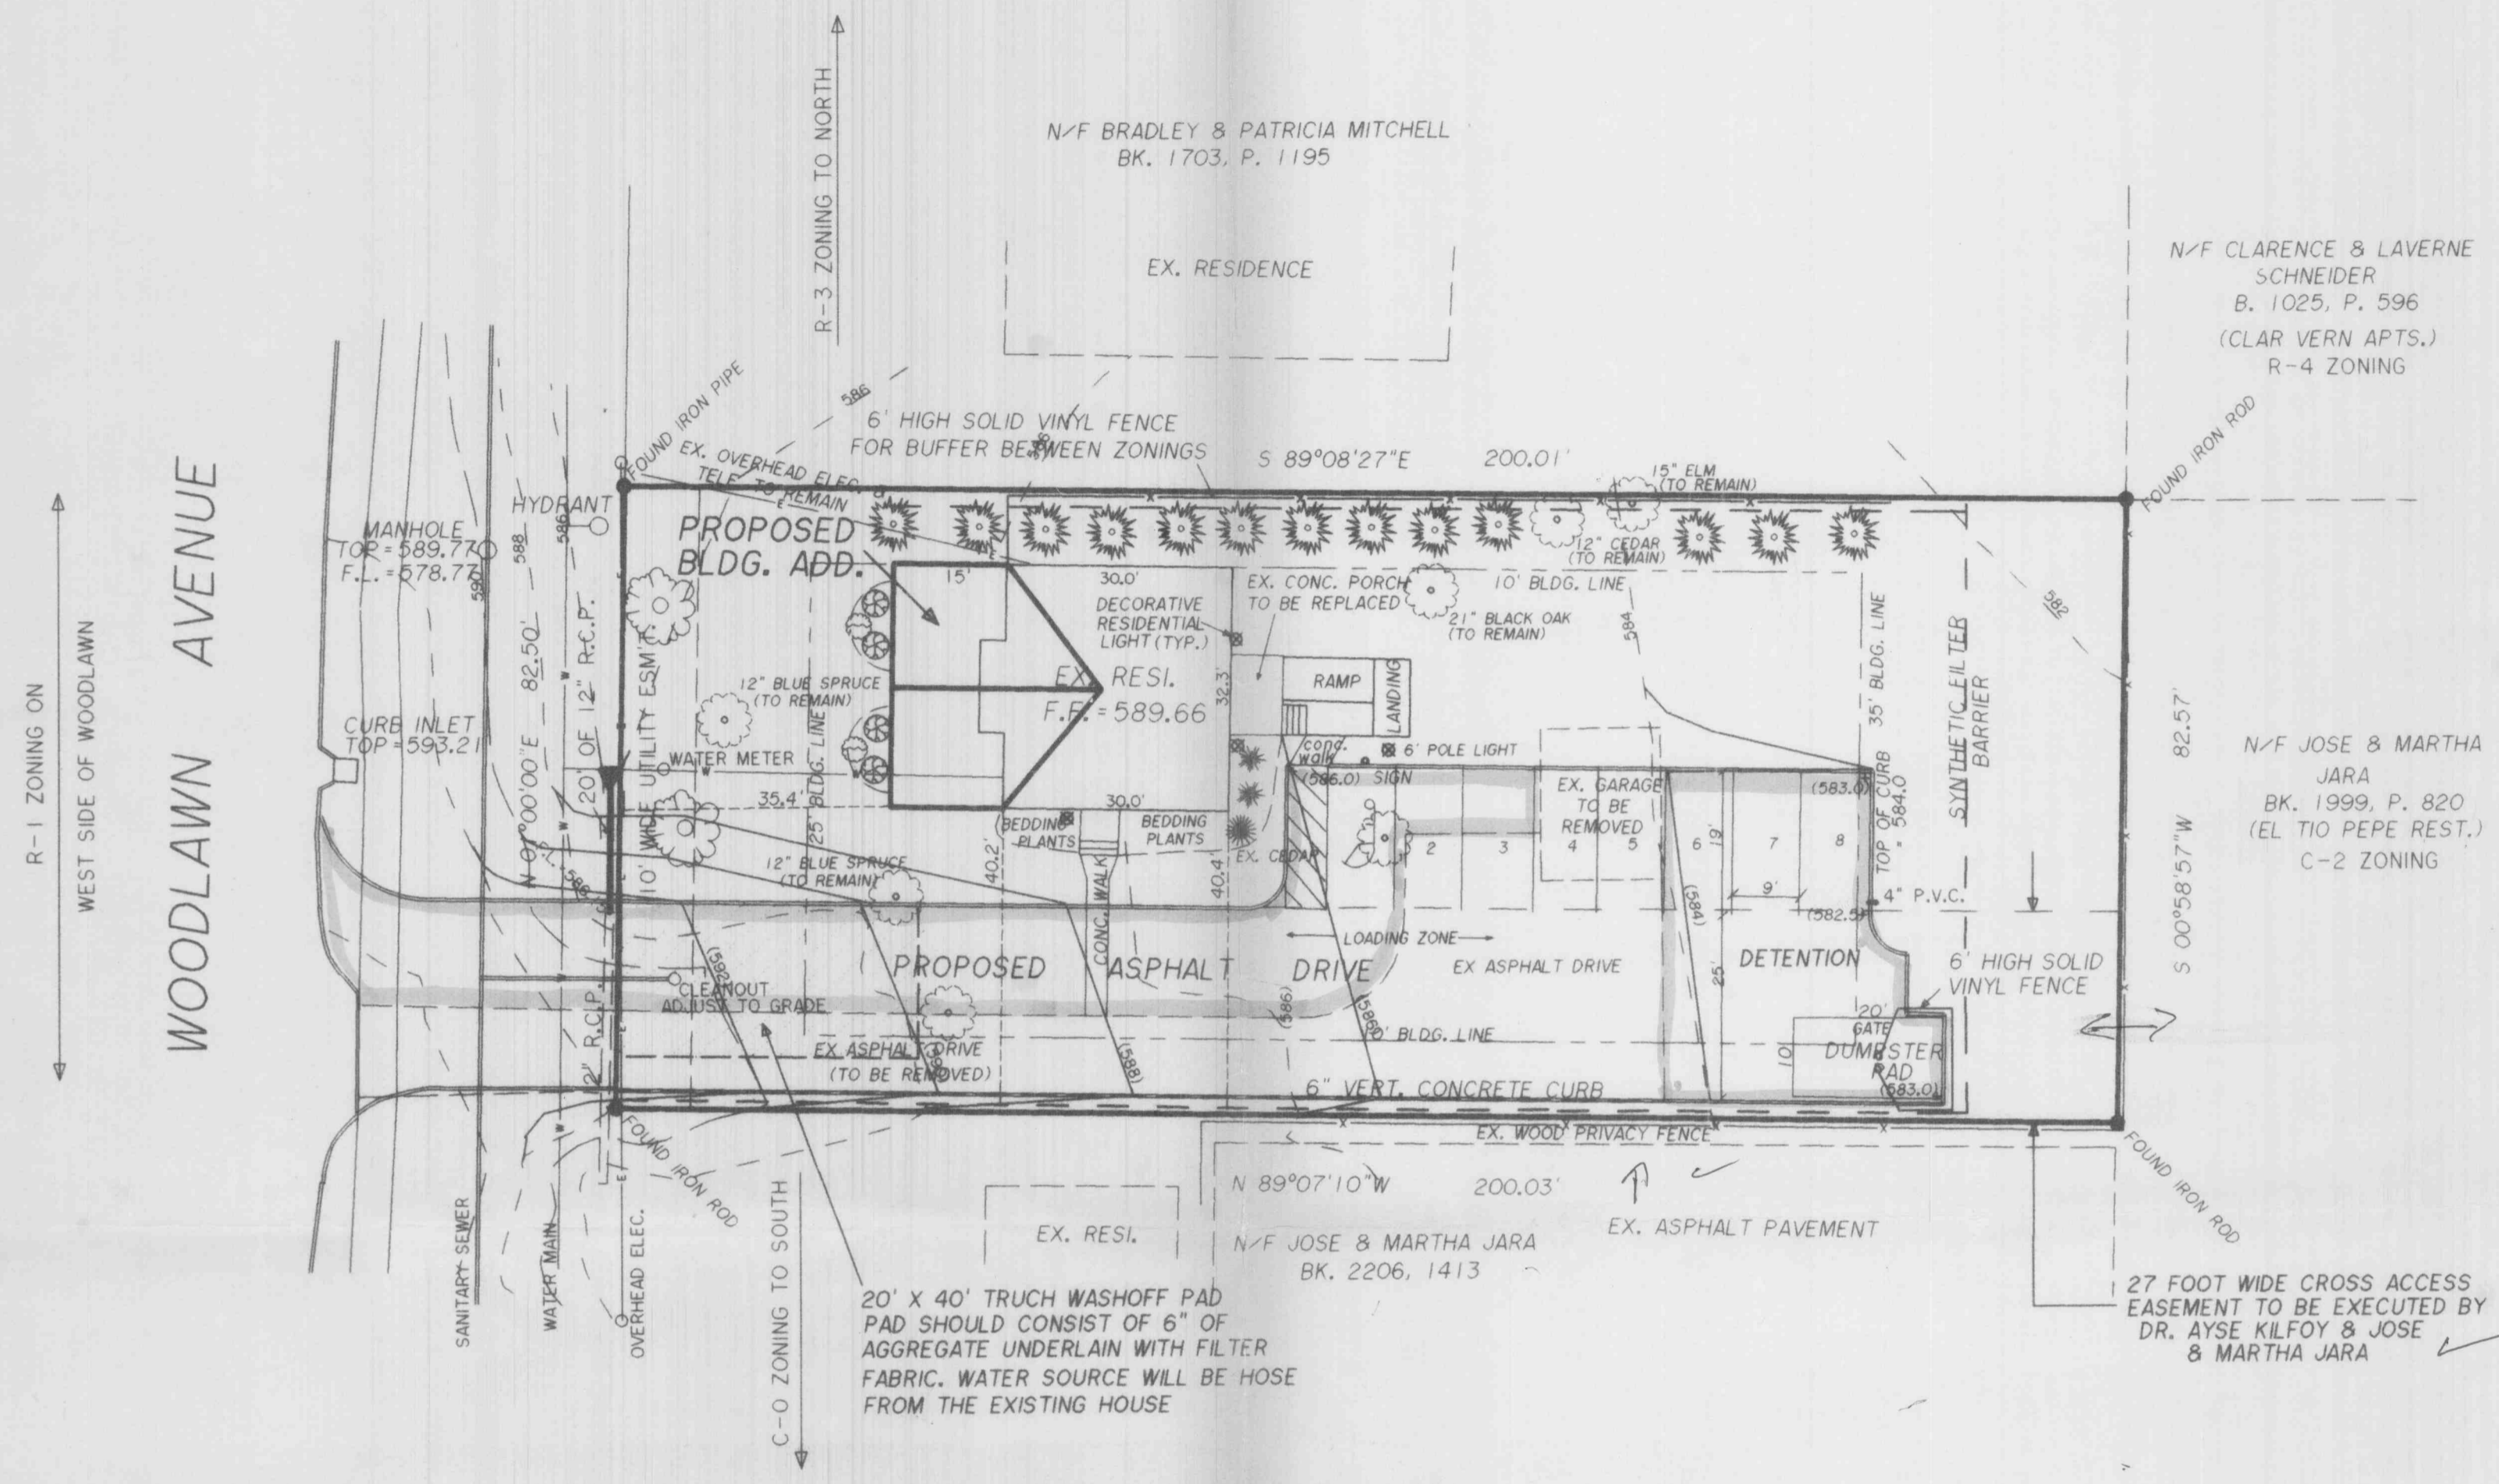 R-3 ZONING TO NORTH
N/F BRADLEY & PATRICIA MITCHELL
BK. 1703, P. 1195
EX. RESIDENCE
N/F CLARENCE & LAVERNE
SCHNEIDER
B. 1025, P. 596
(CLAR VERN APTS.)
R-4 ZONING
FOUND IRON PIPE
586
6' HIGH SOLID VINYL FENCE
FOR BUFFER BETWEEN ZONINGS
S 89°08'27"E 200.01'
FOUND IRON ROD
EX. OVERHEAD ELEC.
TELE. TO REMAIN
15" ELM
(TO REMAIN)
HYDRANT
MANHOLE
TOP = 589.77
F.L. = 578.77
590
588
586
PROPOSED
BLDG. ADD.
12" CEDAR
(TO REMAIN)
15'
30.0'
EX. CONC. PORCH
TO BE REPLACED
10' BLDG. LINE
DECORATIVE
RESIDENTIAL
LIGHT (TYP.)
21" BLACK OAK
(TO REMAIN)
584
582
35' BLDG. LINE
SYNTHETIC FILTER
BARRIER
R-1 ZONING ON
WEST SIDE OF WOODLAWN
WOODLAWN AVENUE
N 01°00'00"E 82.50'
20' OF 12" R.C.P.
10' WIDE UTILITY ESM'T.
12" BLUE SPRUCE
(TO REMAIN)
25' BLDG. LINE
EX. RESI.
F.F. = 589.66
32.3'
RAMP
LANDING
CURB INLET
TOP = 593.21
WATER METER
conc.
walk
6' POLE LIGHT
(586.0) SIGN
35.4'
30.0'
EX. GARAGE
TO BE
REMOVED
(583.0)
TOP OF CURB
= 584.0
S 00°58'57"W 82.57'
N/F JOSE & MARTHA
JARA
BK. 1999, P. 820
(EL TIO PEPE REST.)
C-2 ZONING
BEDDING
PLANTS
BEDDING
PLANTS
EX. CEDAR
2 3 4 5 6 7 8
19'
9'
12" BLUE SPRUCE
(TO REMAIN)
40.2'
CONC. WALK
40.4'
(584)
(582.5)
4" P.V.C.
LOADING ZONE
PROPOSED ASPHALT DRIVE
EX ASPHALT DRIVE
DETENTION
25'
6' HIGH SOLID
VINYL FENCE
(592)
CLEANOUT
ADJUST TO GRADE
12" R.C.P.
(586)
20'
GATE
10' BLDG. LINE
EX ASPHALT DRIVE
(TO BE REMOVED)
(588)
10'
DUMPSTER
PAD
(583.0)
6" VERT. CONCRETE CURB
EX. WOOD PRIVACY FENCE
FOUND IRON ROD
FOUND IRON ROD
N 89°07'10"W 200.03'
EX. RESI.
N/F JOSE & MARTHA JARA
BK. 2206, 1413
EX. ASPHALT PAVEMENT
SANITARY SEWER
WATER MAIN
OVERHEAD ELEC.
C-O ZONING TO SOUTH
20' X 40' TRUCH WASHOFF PAD
PAD SHOULD CONSIST OF 6" OF
AGGREGATE UNDERLAIN WITH FILTER
FABRIC. WATER SOURCE WILL BE HOSE
FROM THE EXISTING HOUSE
27 FOOT WIDE CROSS ACCESS
EASEMENT TO BE EXECUTED BY
DR. AYSE KILFOY & JOSE
& MARTHA JARA